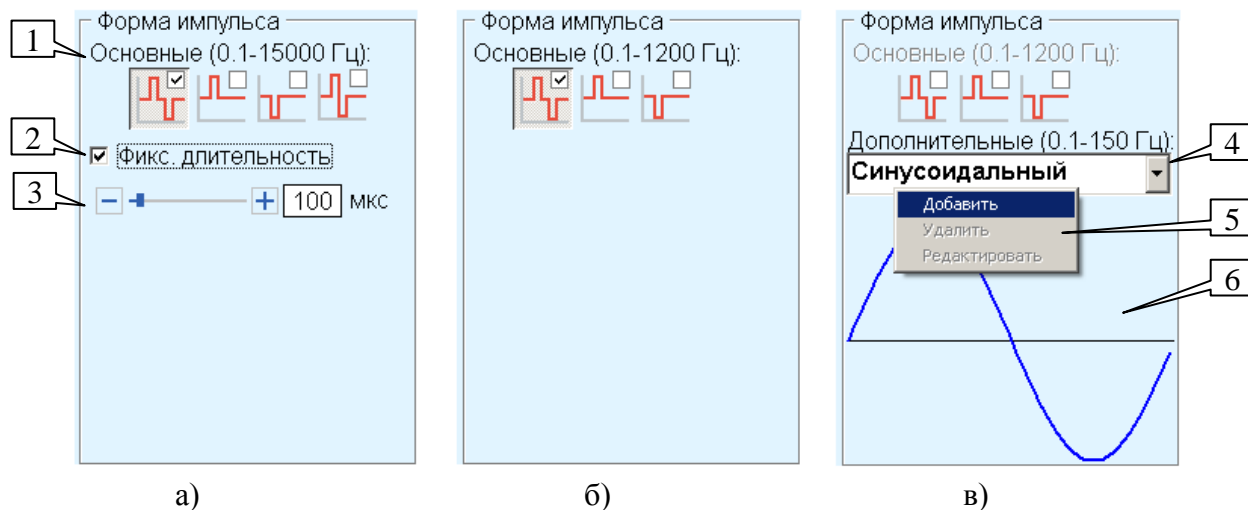 Форма импульса
1
Основные (0.1-15000 Гц):
2
Фикс. длительность
3
100 мкс
а)
Форма импульса
Основные (0.1-1200 Гц):
б)
Форма импульса
Основные (0.1-1200 Гц):
Дополнительные (0.1-150 Гц):
4
Синусоидальный
Добавить
Удалить
5
Редактировать
6
в)